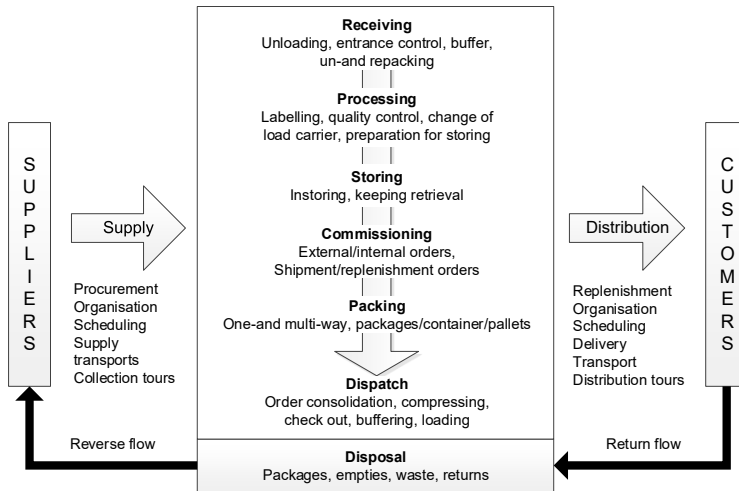 Receiving
Unloading, entrance control, buffer,
un-and repacking
Processing
Labelling, quality control, change of
load carrier, preparation for storing
Storing
Instoring, keeping retrieval
Commissioning
External/internal orders,
Shipment/replenishment orders
Packing
One-and multi-way, packages/container/pallets
Dispatch
Order consolidation, compressing,
check out, buffering, loading
Disposal
Packages, empties, waste, returns
SUPPLIERS
Supply
Procurement
Organisation
Scheduling
Supply
transports
Collection tours
Reverse flow
Distribution
Replenishment
Organisation
Scheduling
Delivery
Transport
Distribution tours
Return flow
CUSTOMERS